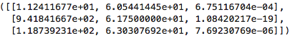 ([[1.12411677e+01, 6.05441445e+01, 6.75116704e-04],
[9.41841667e+02, 6.17500000e+01, 1.08420217e-19],
[1.18739231e+02, 6.30307692e+01, 7.69230769e-06]])